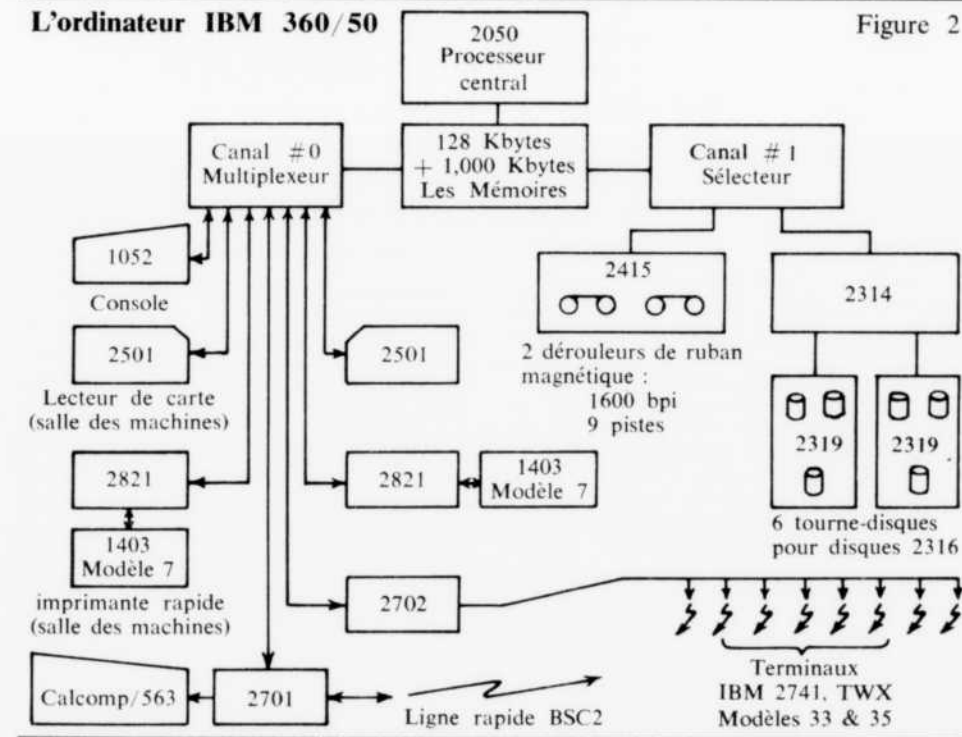 L'ordinateur IBM 360/50
Figure 2
2050
Processeur
central
Canal #0
Multiplexeur
128 Kbytes
+ 1,000 Kbytes
Les Mémoires
Canal # 1
Sélecteur
1052
Console
2501
Lecteur de carte
(salle des machines)
2501
2415
2 dérouleurs de ruban
magnétique :
1600 bpi
9 pistes
2314
2319
2319
6 tourne-disques
pour disques 2316
2821
1403
Modèle 7
imprimante rapide
(salle des machines)
2821
1403
Modèle 7
2702
Terminaux
IBM 2741, TWX
Modèles 33 & 35
Calcomp/563
2701
Ligne rapide BSC2